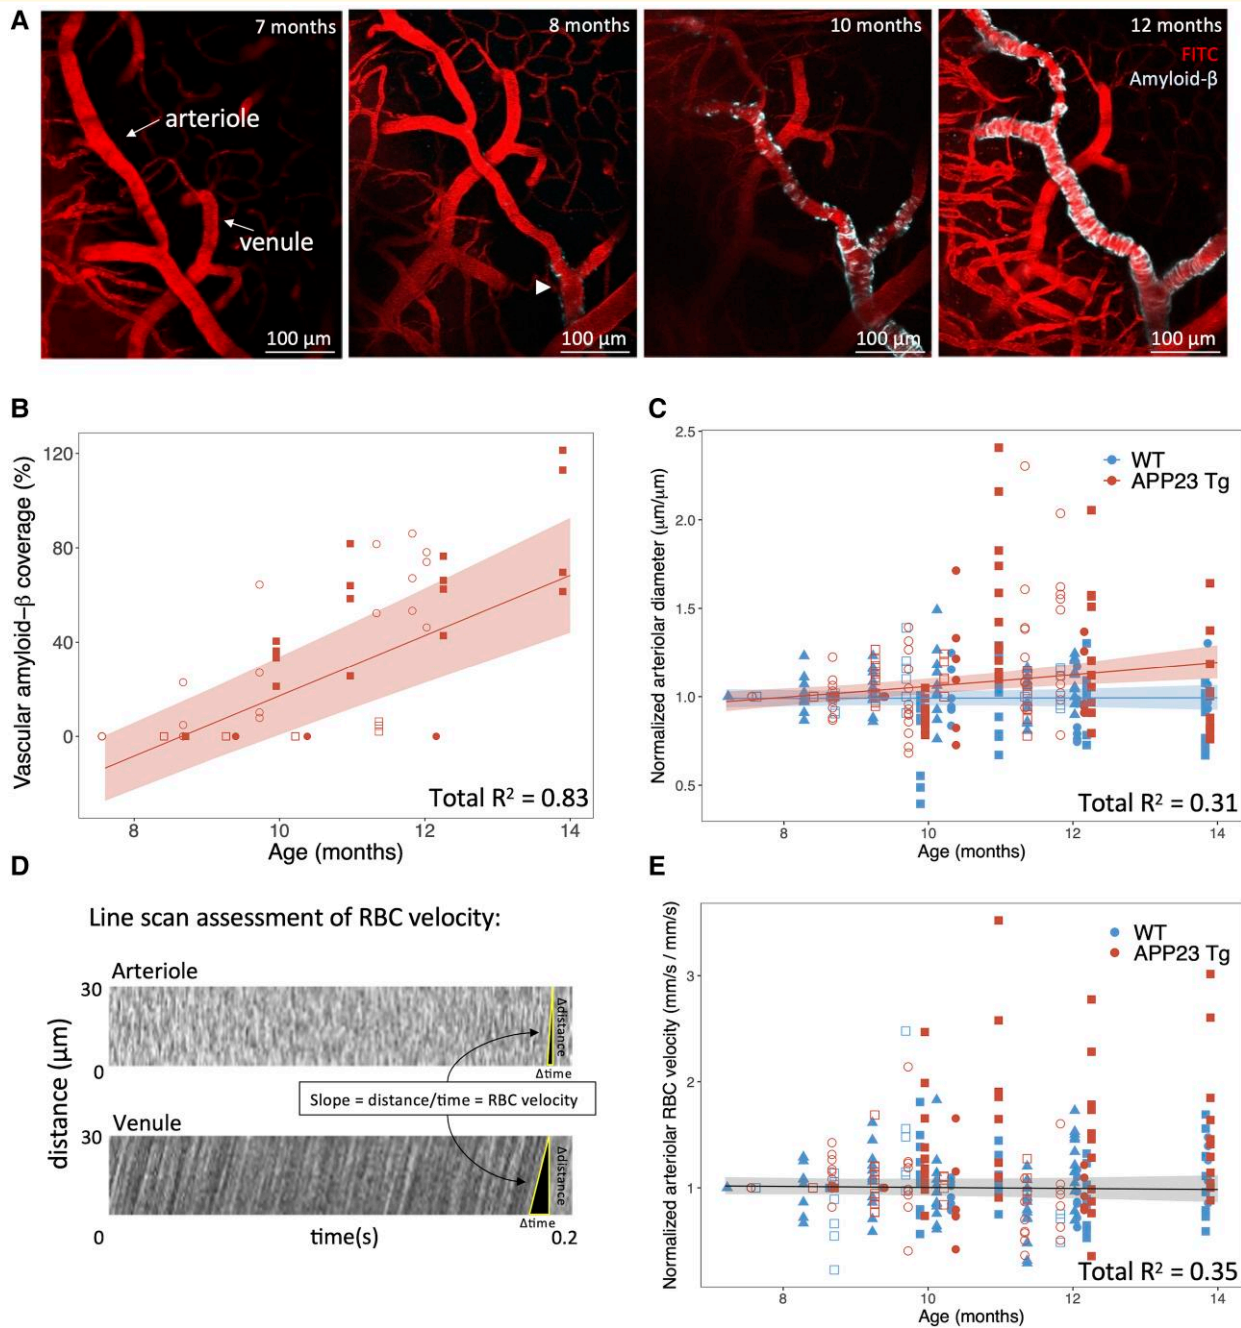 A
7 months
8 months
10 months
12 months
FITC
Amyloid-β
arteriole
venule
100 µm
100 µm
100 µm
100 µm
B
Vascular amyloid−β coverage (%)
120
80
40
0
8
10
12
14
Age (months)
Total R² = 0.83
C
Normalized arteriolar diameter (µm/µm)
2.5
2.0
1.5
1.0
0.5
WT
APP23 Tg
8
10
12
14
Age (months)
Total R² = 0.31
D
Line scan assessment of RBC velocity:
Arteriole
30
0
distance (µm)
Δdistance
Δtime
Slope = distance/time = RBC velocity
Venule
30
Δdistance
Δtime
0
time(s)
0.2
E
Normalized arteriolar RBC velocity (mm/s / mm/s)
3
2
1
WT
APP23 Tg
8
10
12
14
Age (months)
Total R² = 0.35